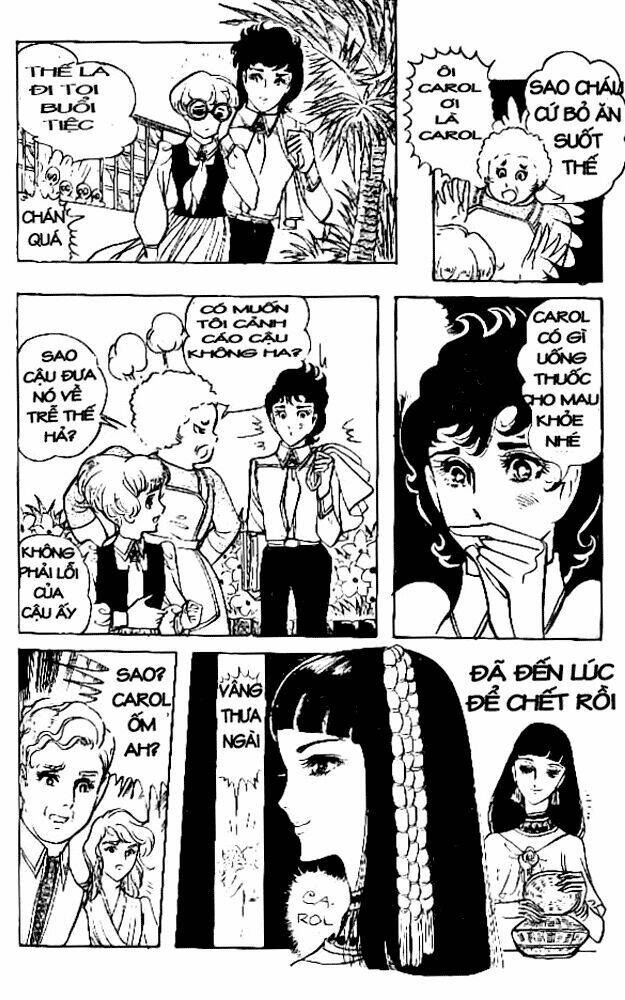 THẾ LÀ
ĐI TỌI
BUỔI
TIỆC
CHÁN
QUÁ
ÔI
CAROL
ƠI
LÀ
CAROL
SAO CHÁU
CỨ BỎ ĂN
SUỐT
THẾ
CÓ MUỐN
TÔI CẢNH
CÁO CẬU
KHÔNG HA?
SAO
CẬU ĐƯA
NÓ VỀ
TRỄ THẾ
HẢ?
KHÔNG
PHẢI LỖI
CỦA
CẬU ẤY
CAROL
CÓ GÌ
UỐNG
THUỐC
CHO MAU
KHỎE
NHÉ
SAO?
CAROL
ỐM
AH?
VÂNG
THƯA
NGÀI
CA.
ROL
ĐÃ ĐẾN LÚC
ĐỂ CHẾT RỒI